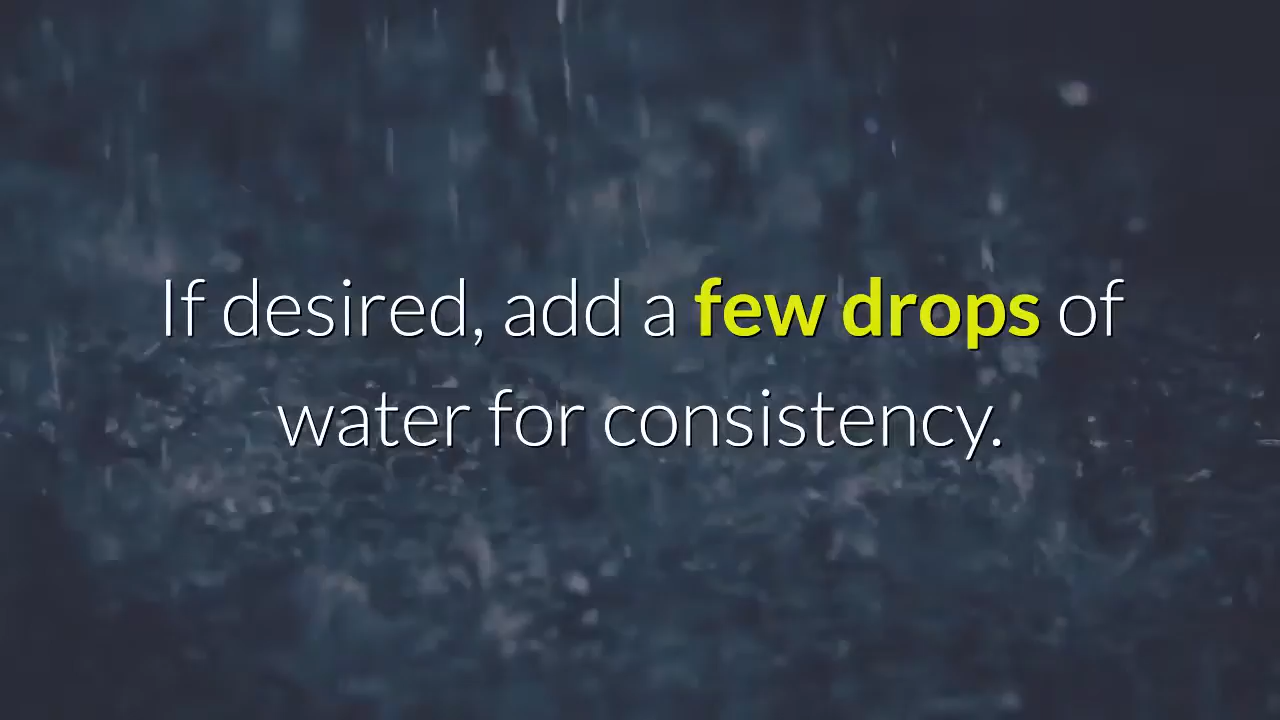 If desired, add a few drops of
water for consistency.